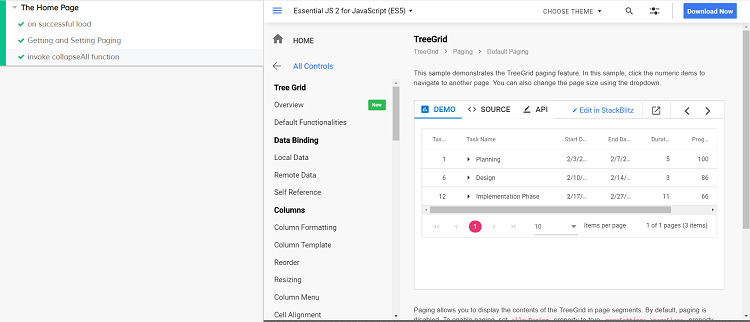 The Home Page
on successful load
Getting and Setting Paging
invoke collapseAll function
Essential JS 2 for JavaScript (ES5)
CHOOSE THEME
Download Now
HOME
All Controls
Tree Grid
Overview
New
Default Functionalities
Data Binding
Local Data
Remote Data
Self Reference
Columns
Column Formatting
Column Template
Reorder
Resizing
Column Menu
Cell Alignment
TreeGrid
TreeGrid > Paging > Default Paging
This sample demonstrates the TreeGrid paging feature. In this sample, click the numeric items to
navigate to another page. You can also change the page size using the dropdown.
DEMO <> SOURCE API Edit in StackBlitz
Tas... Task Name Start D... End Da... Durat... Prog...
1 Planning 2/3/2... 2/7/2... 5 100
6 Design 2/10/... 2/14/... 3 86
12 Implementation Phase 2/17/... 2/27/... 11 66
1 10 Items per page 1 of 1 pages (3 items)
Paging allows you to display the contents of the TreeGrid in page segments. By default, paging is
disabled. To enable paging, set property to true. property